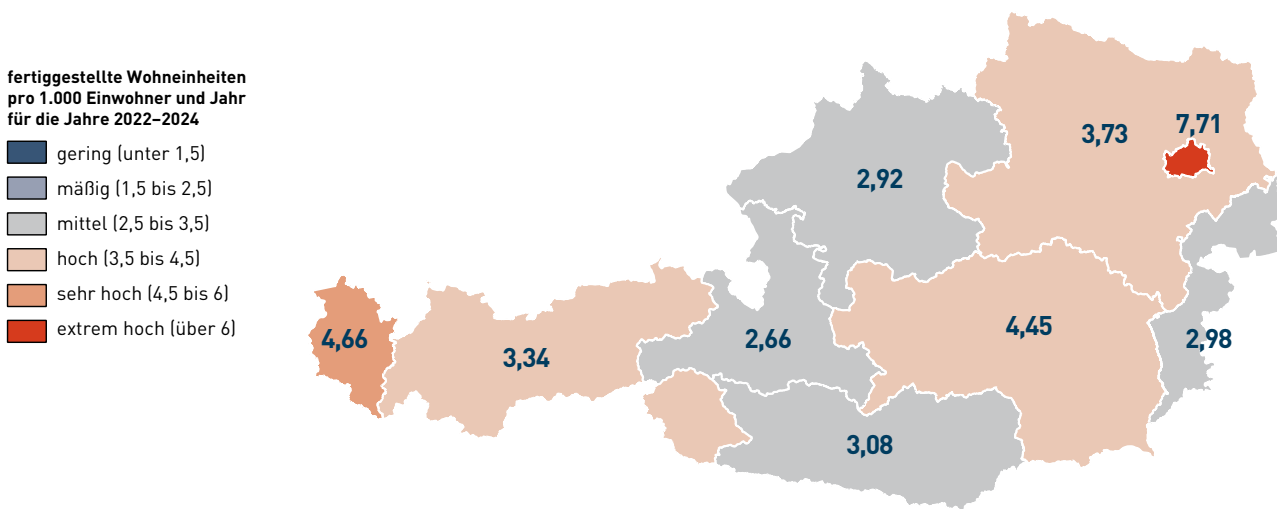 fertiggestellte Wohneinheiten
pro 1.000 Einwohner und Jahr
für die Jahre 2022–2024
gering (unter 1,5)
mäßig (1,5 bis 2,5)
mittel (2,5 bis 3,5)
hoch (3,5 bis 4,5)
sehr hoch (4,5 bis 6)
extrem hoch (über 6)
7,71
3,73
2,92
4,45
4,66
2,66
2,98
3,34
3,08